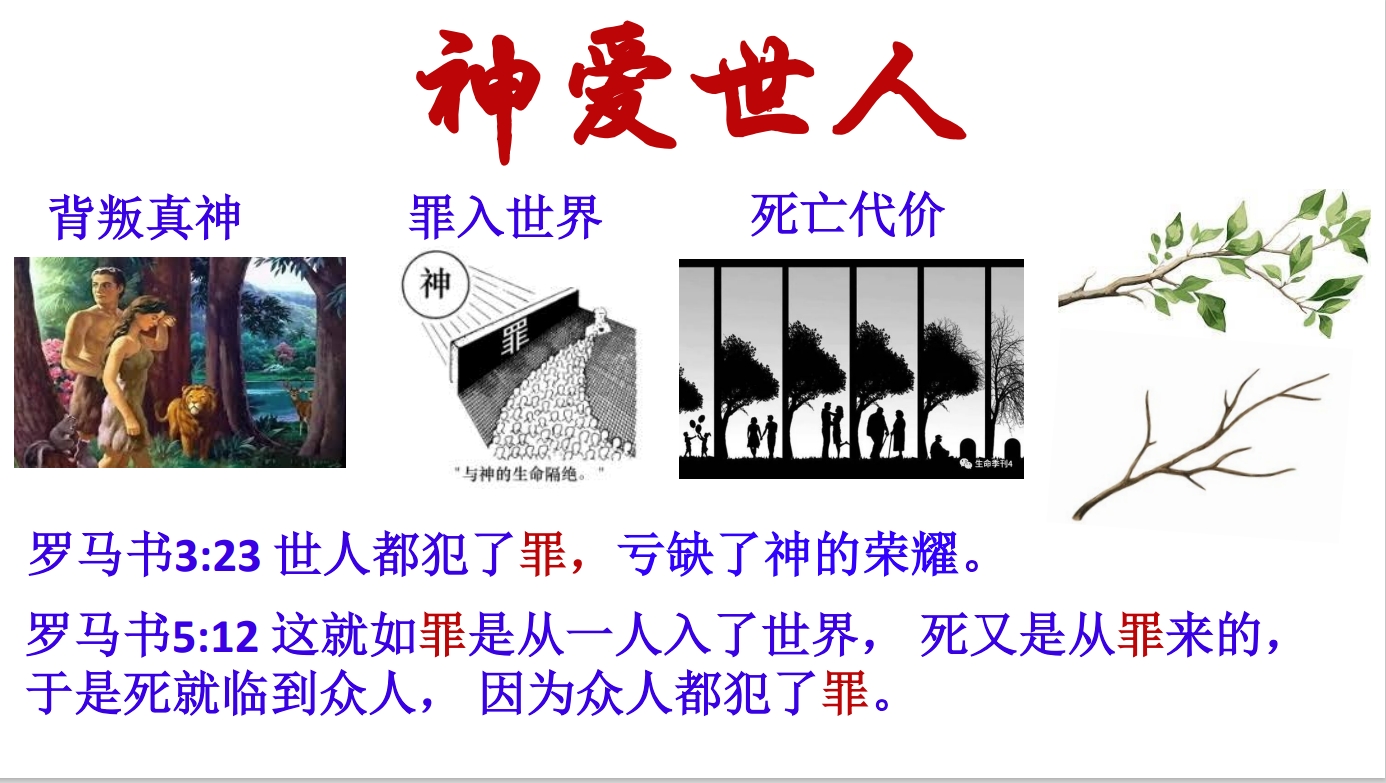 神爱世人
背叛真神
罪入世界
死亡代价
神
罪
“与神的生命隔绝。”
生命季刊4
罗马书3:23 世人都犯了罪，亏缺了神的荣耀。
罗马书5:12 这就如罪是从一人入了世界， 死又是从罪来的，
于是死就临到众人， 因为众人都犯了罪。